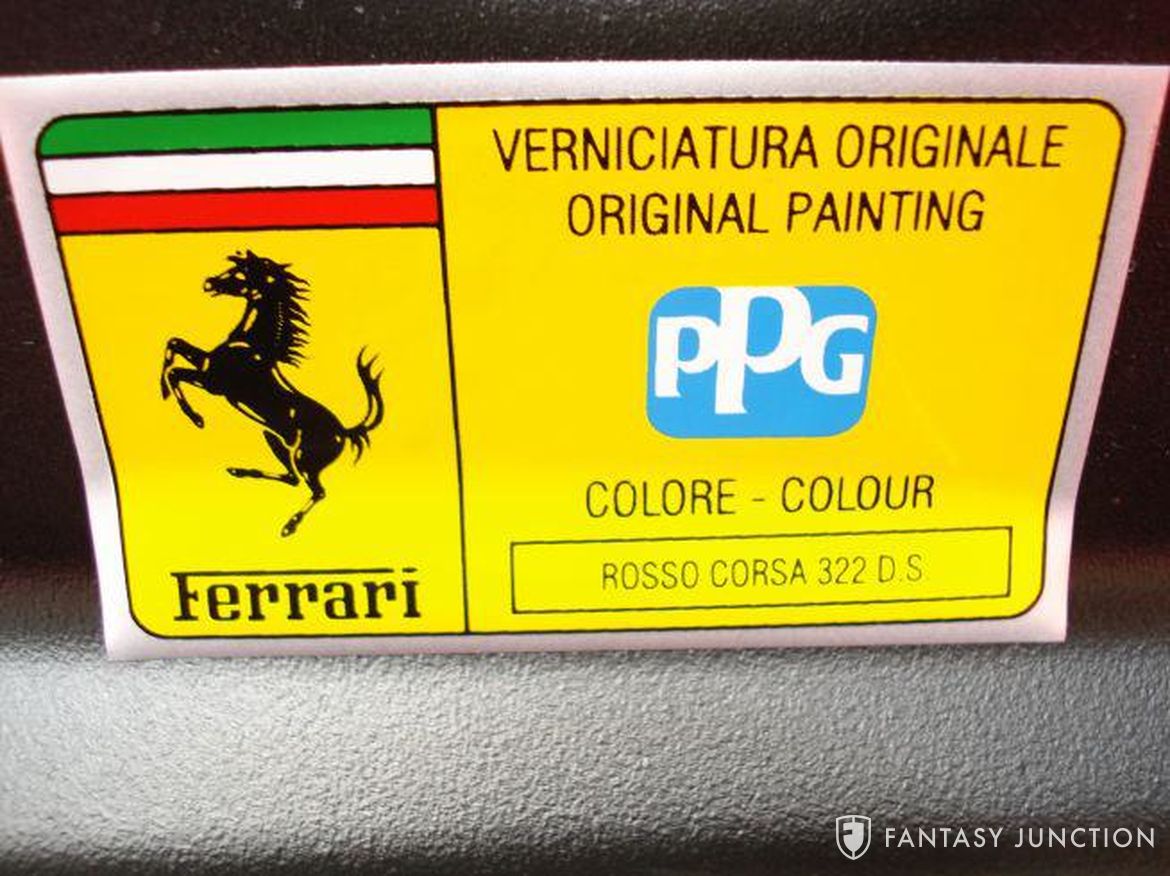 VERNICIATURA ORIGINALE
ORIGINAL PAINTING
PPG
COLORE - COLOUR
ROSSO CORSA 322 D.S.
Ferrari
FANTASY JUNCTION